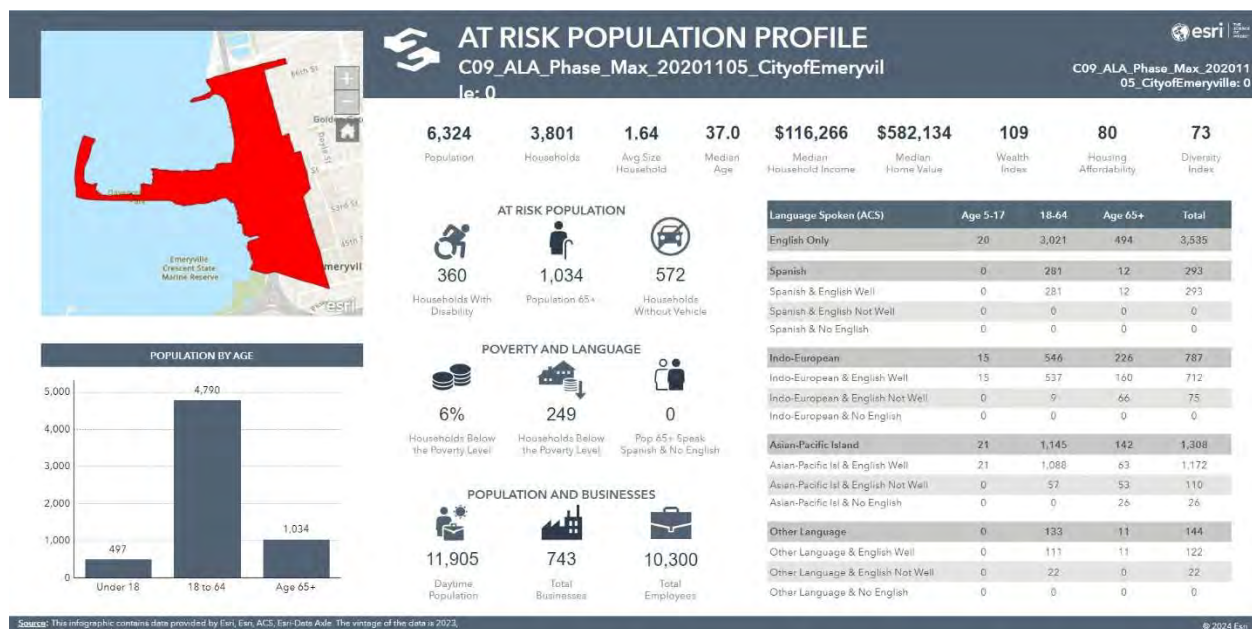 AT RISK POPULATION PROFILE
C09_ALA_Phase_Max_20201105_CityofEmeryvil
le: 0
esri
C09_ALA_Phase_Max_202011
05_CityofEmeryville: 0
66th St
Doyle St
53rd St
45th
Emeryville
Crescent State
Marine Reserve
meryvil
esri
6,324 3,801 1.64 37.0 $116,266 $582,134 109 80 73
Population Households Avg Size Median Median Median Wealth Housing Diversity
Household Age Household Income Home Value Index Affordability Index
AT RISK POPULATION
360 1,034 572
Households With Population 65+ Households
Disability Without Vehicle
POVERTY AND LANGUAGE
6% 249 0
Households Below Households Below Pop 65+ Speak
the Poverty Level the Poverty Level Spanish & No English
POPULATION AND BUSINESSES
11,905 743 10,300
Daytime Total Total
Population Businesses Employees
POPULATION BY AGE
5,000
4,000
3,000
2,000
1,000
0
497
4,790
1,034
Under 18 18 to 64 Age 65+
Language Spoken (ACS) Age 5-17 18-64 Age 65+ Total
English Only 20 3,021 494 3,535
Spanish 0 281 12 293
Spanish & English Well 0 281 12 293
Spanish & English Not Well 0 0 0 0
Spanish & No English 0 0 0 0
Indo-European 15 546 226 787
Indo-European & English Well 15 537 160 712
Indo-European & English Not Well 0 9 66 75
Indo-European & No English 0 0 0 0
Asian-Pacific Island 21 1,145 142 1,308
Asian-Pacific Isl & English Well 21 1,088 63 1,172
Asian-Pacific Isl & English Not Well 0 57 53 110
Asian-Pacific Isl & No English 0 0 26 26
Other Language 0 133 11 144
Other Language & English Well 0 111 11 122
Other Language & English Not Well 0 22 0 22
Other Language & No English 0 0 0 0
Source: This infographic contains data provided by Esri, Esri, ACS, Esri-Data Axle. The vintage of the data is 2023,
© 2024 Esri